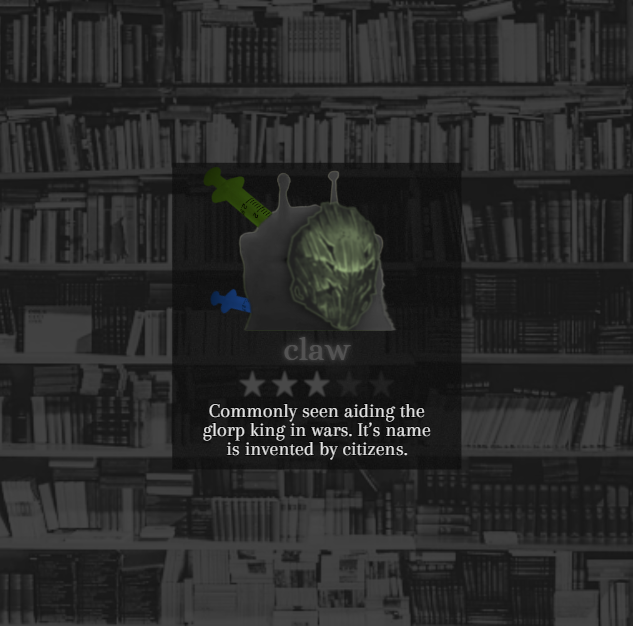 claw
Commonly seen aiding the
glorp king in wars. It's name
is invented by citizens.